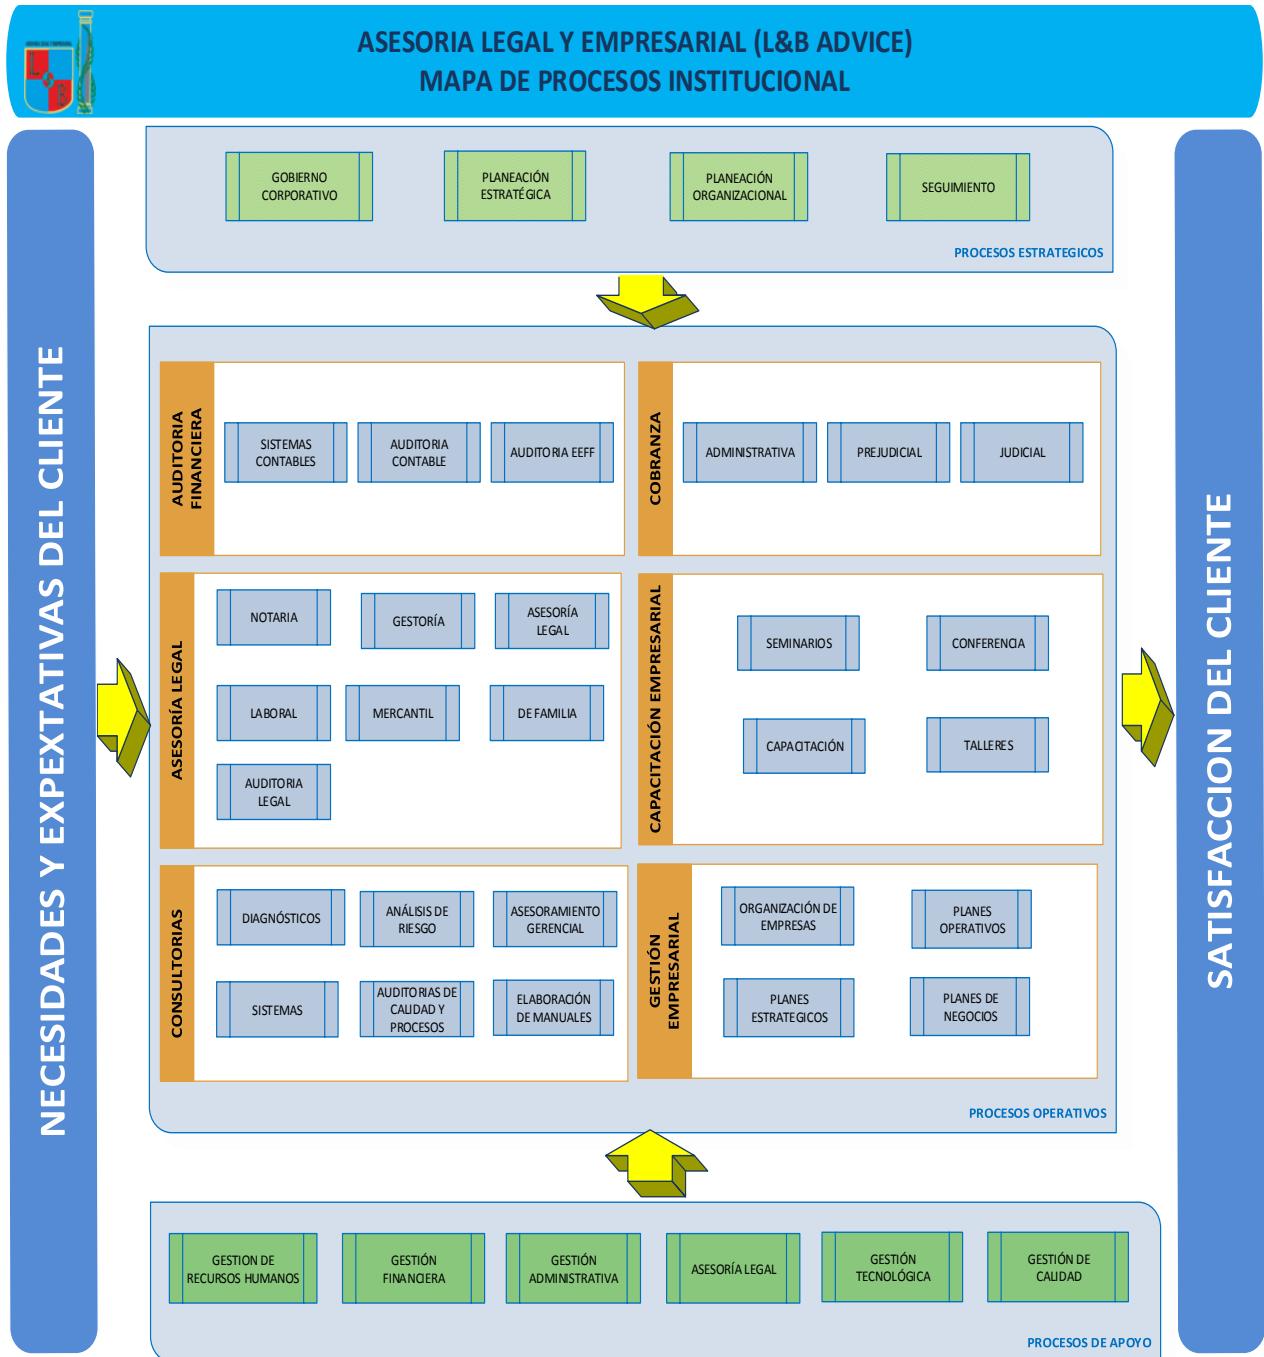 ASESORIA LEGAL Y EMPRESARIAL (L&B ADVICE)
MAPA DE PROCESOS INSTITUCIONAL
L
B
NECESIDADES Y EXPEXTATIVAS DEL CLIENTE
GOBIERNO
CORPORATIVO
PLANEACIÓN
ESTRATÉGICA
PLANEACIÓN
ORGANIZACIONAL
SEGUIMIENTO
PROCESOS ESTRATEGICOS
AUDITORIA
FINANCIERA
SISTEMAS
CONTABLES
AUDITORIA
CONTABLE
AUDITORIA EEFF
COBRANZA
ADMINISTRATIVA
PREJUDICIAL
JUDICIAL
ASESORÍA LEGAL
NOTARIA
GESTORÍA
ASESORÍA
LEGAL
LABORAL
MERCANTIL
DE FAMILIA
AUDITORIA
LEGAL
CAPACITACIÓN EMPRESARIAL
SEMINARIOS
CONFERENCIA
CAPACITACIÓN
TALLERES
CONSULTORIAS
DIAGNÓSTICOS
ANÁLISIS DE
RIESGO
ASESORAMIENTO
GERENCIAL
SISTEMAS
AUDITORIAS DE
CALIDAD Y
PROCESOS
ELABORACIÓN
DE MANUALES
GESTIÓN
EMPRESARIAL
ORGANIZACIÓN DE
EMPRESAS
PLANES
OPERATIVOS
PLANES
ESTRATEGICOS
PLANES DE
NEGOCIOS
PROCESOS OPERATIVOS
GESTION DE
RECURSOS HUMANOS
GESTIÓN
FINANCIERA
GESTIÓN
ADMINISTRATIVA
ASESORÍA LEGAL
GESTIÓN
TECNOLÓGICA
GESTIÓN DE
CALIDAD
PROCESOS DE APOYO
SATISFACCION DEL CLIENTE